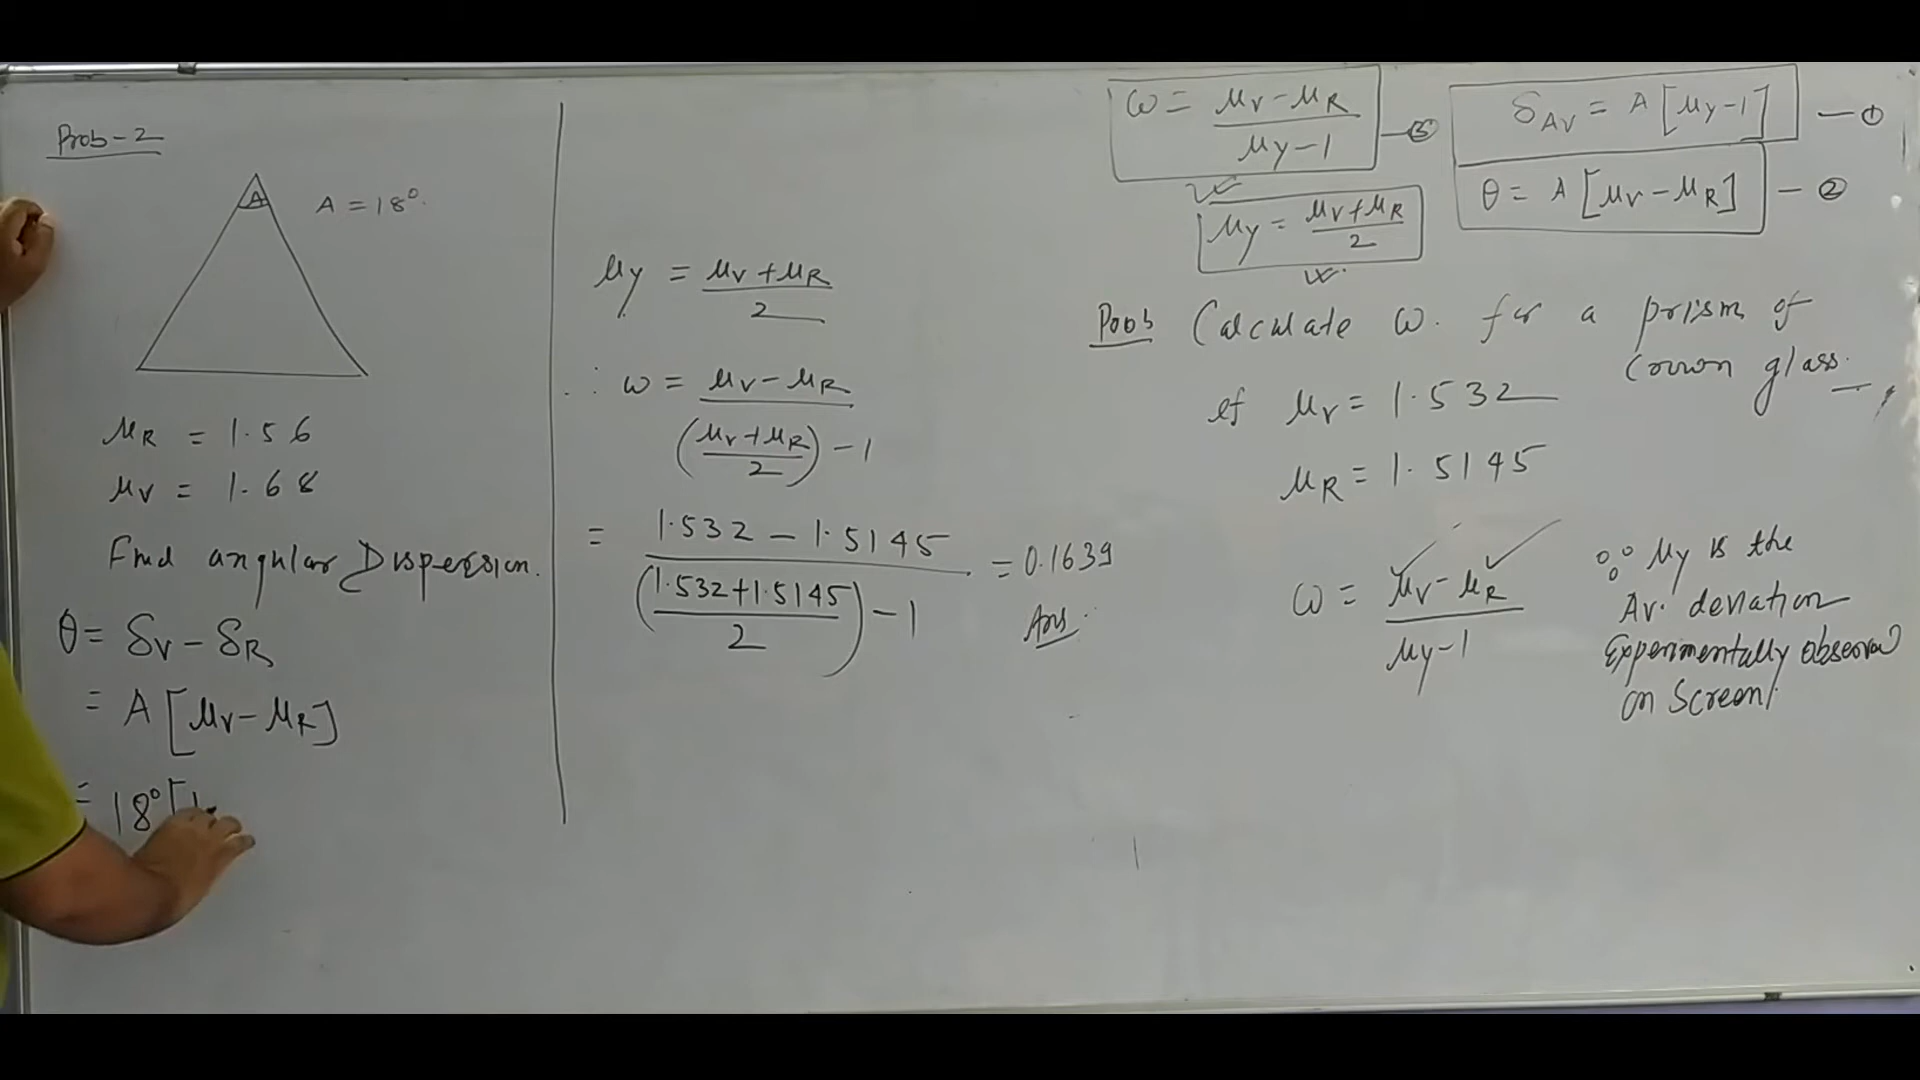 Prob-2
A
A = 18°.
μR = 1.56
μV = 1.68
Find angular Dispersion.
θ = δV - δR
= A [μV - μR]
= 18° [1.
μy = μV + μR / 2
∴ ω = μV - μR / (μV + μR / 2) - 1
= 1.532 - 1.5145 / (1.532 + 1.5145 / 2) - 1 = 0.1639
Ans.
ω = μV - μR / μy - 1 — ③
μy = μV + μR / 2
δAV = A [μy - 1] — ①
θ = A [μV - μR] — ②
Prob Calculate ω. for a prism of
Crown glass.
if μV = 1.532
μR = 1.5145
ω = μV - μR / μy - 1
∵ μy is the
Av. deviation
Experimentally observed
on Screen